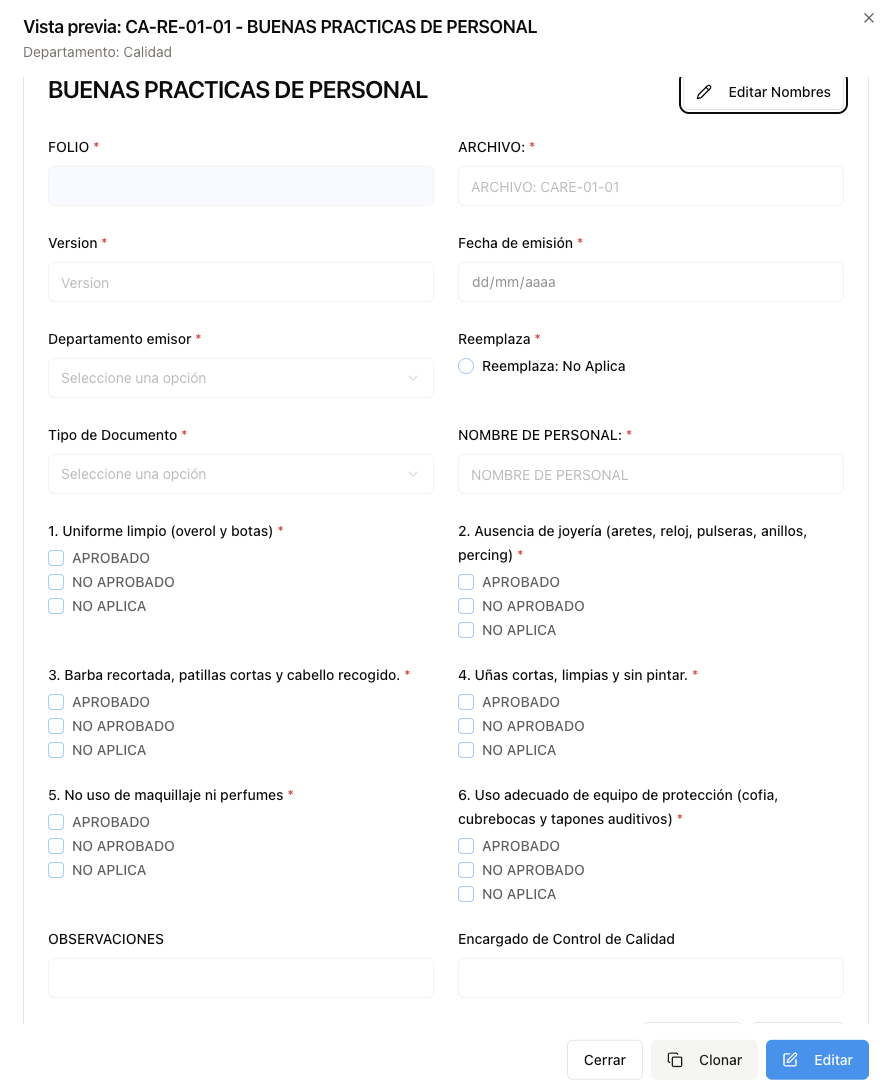 Vista previa: CA-RE-01-01 - BUENAS PRACTICAS DE PERSONAL
Departamento: Calidad
BUENAS PRACTICAS DE PERSONAL
Editar Nombres
FOLIO *
ARCHIVO: *
ARCHIVO: CARE-01-01
Version *
Fecha de emisión *
Version
dd/mm/aaaa
Departamento emisor *
Reemplaza *
Seleccione una opción
Reemplaza: No Aplica
Tipo de Documento *
NOMBRE DE PERSONAL: *
Seleccione una opción
NOMBRE DE PERSONAL
1. Uniforme limpio (overol y botas) *
APROBADO
NO APROBADO
NO APLICA
2. Ausencia de joyería (aretes, reloj, pulseras, anillos,
percing) *
APROBADO
NO APROBADO
NO APLICA
3. Barba recortada, patillas cortas y cabello recogido. *
APROBADO
NO APROBADO
NO APLICA
4. Uñas cortas, limpias y sin pintar. *
APROBADO
NO APROBADO
NO APLICA
5. No uso de maquillaje ni perfumes *
APROBADO
NO APROBADO
NO APLICA
6. Uso adecuado de equipo de protección (cofia,
cubrebocas y tapones auditivos) *
APROBADO
NO APROBADO
NO APLICA
OBSERVACIONES
Encargado de Control de Calidad
Cerrar
Clonar
Editar